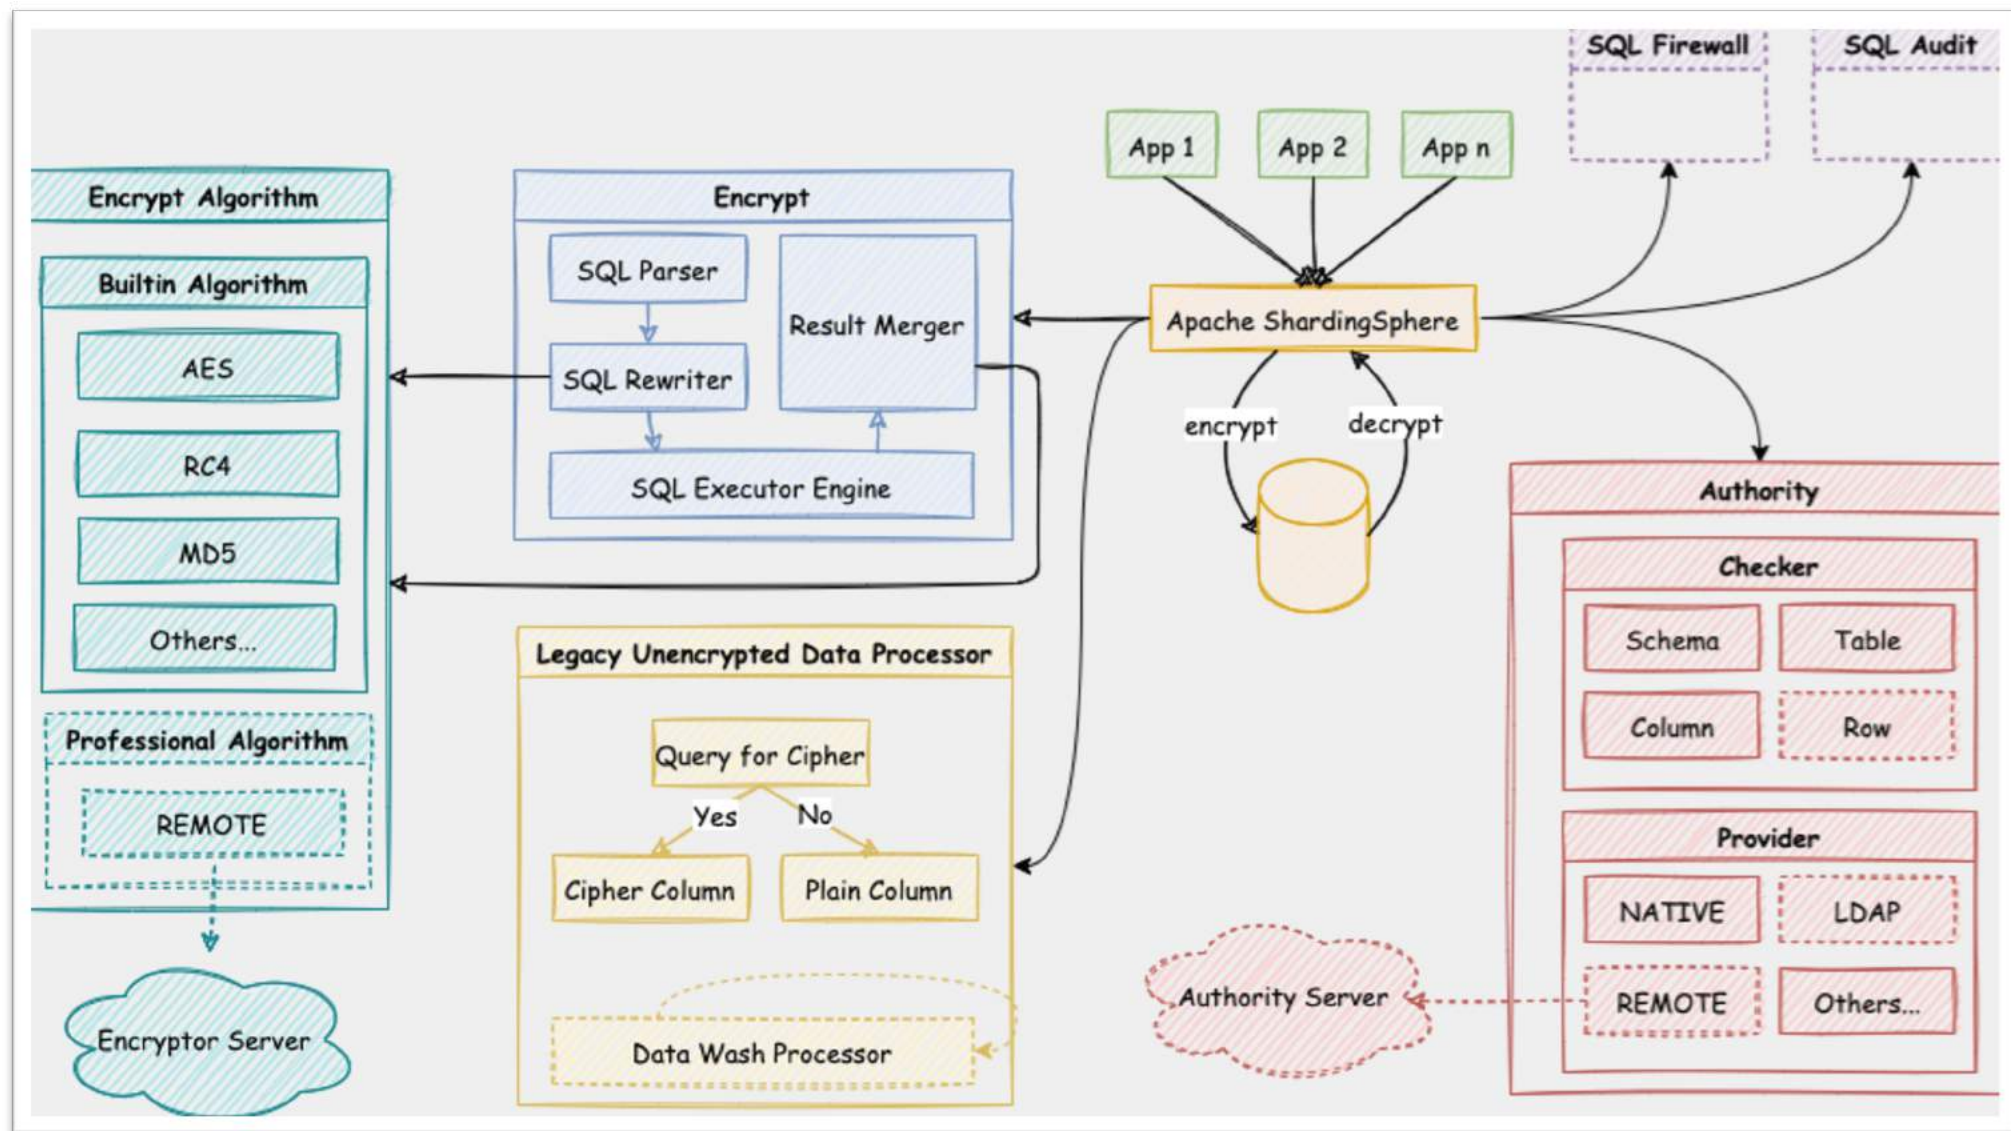 SQL Firewall
SQL Audit
App 1
App 2
App n
Encrypt Algorithm
Builtin Algorithm
AES
RC4
MD5
Others...
Professional Algorithm
REMOTE
Encryptor Server
Encrypt
SQL Parser
Result Merger
SQL Rewriter
SQL Executor Engine
Apache ShardingSphere
encrypt
decrypt
Legacy Unencrypted Data Processor
Query for Cipher
Yes
No
Cipher Column
Plain Column
Data Wash Processor
Authority
Checker
Schema
Table
Column
Row
Provider
NATIVE
LDAP
REMOTE
Others...
Authority Server